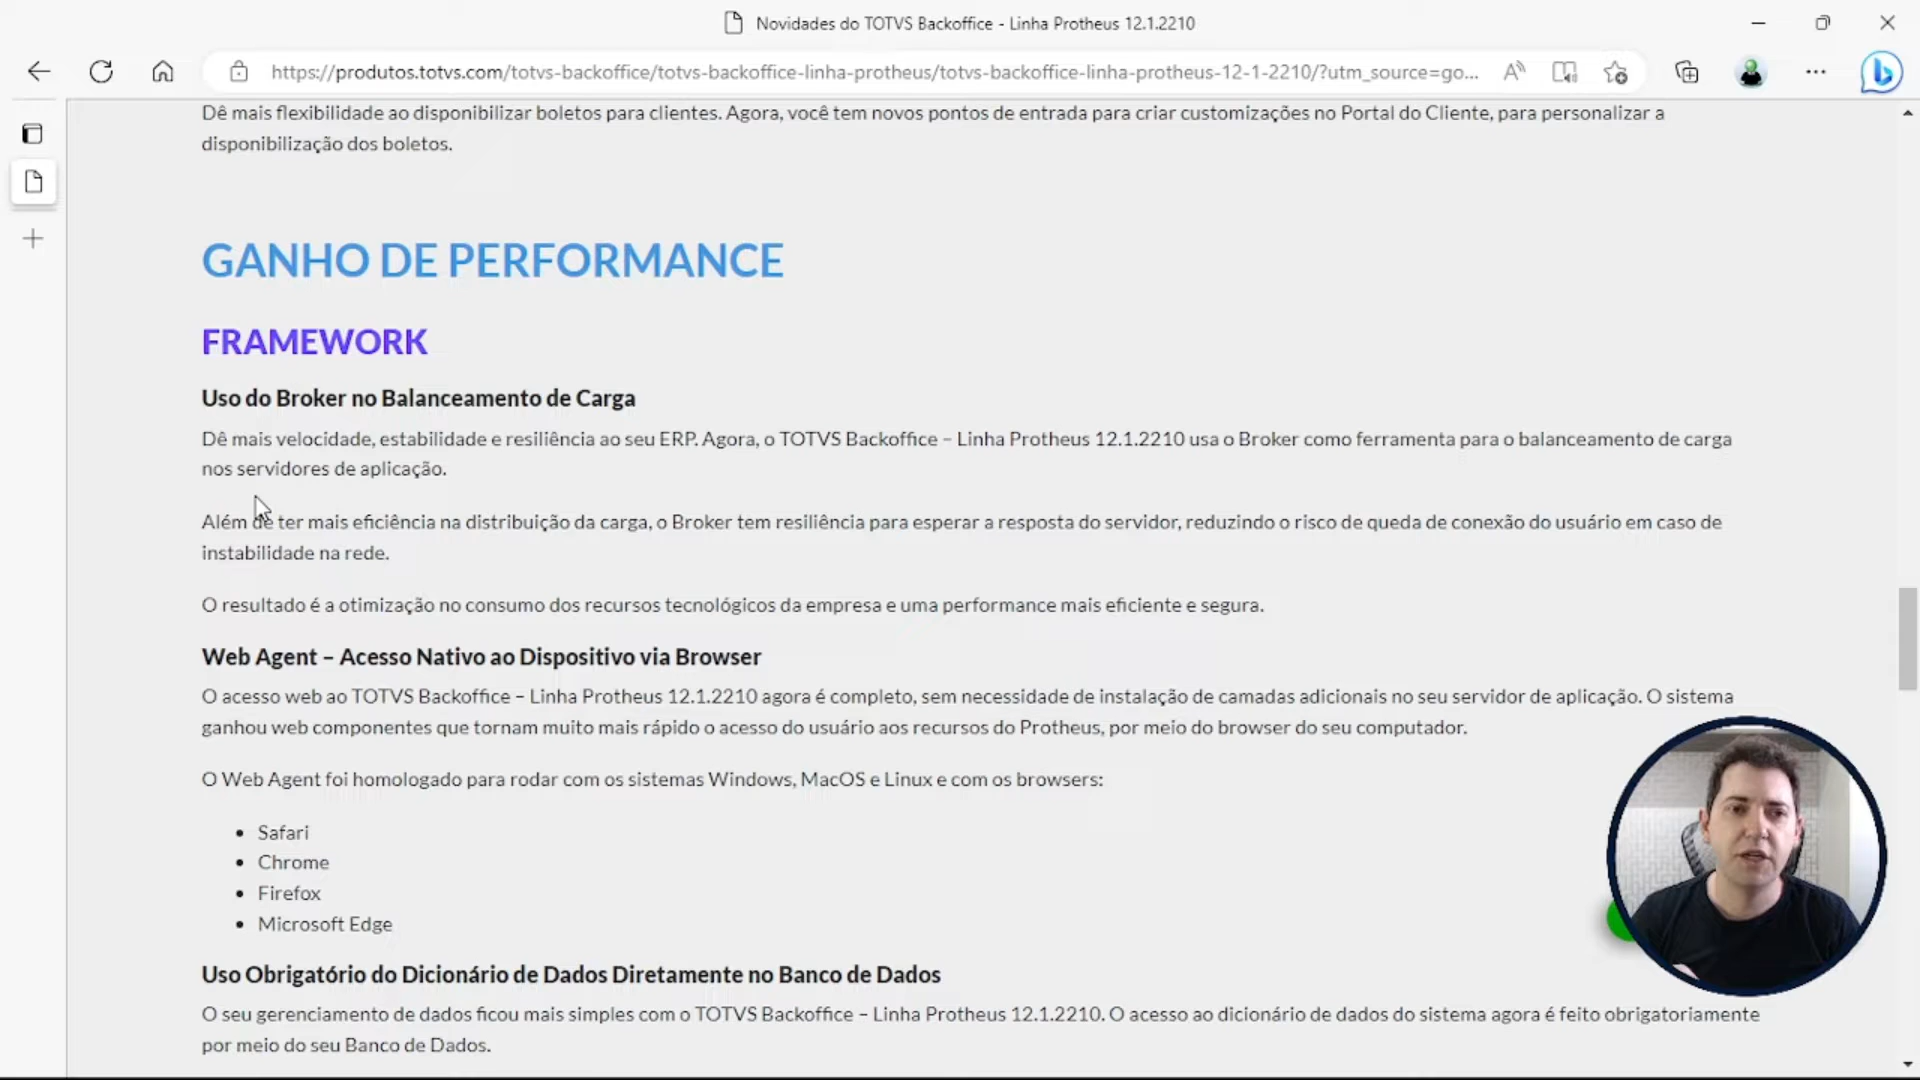 Novidades do TOTVS Backoffice - Linha Protheus 12.1.2210
https://produtos.totvs.com/totvs-backoffice/totvs-backoffice-linha-protheus/totvs-backoffice-linha-protheus-12-1-2210/?utm_source=go...
Dê mais flexibilidade ao disponibilizar boletos para clientes. Agora, você tem novos pontos de entrada para criar customizações no Portal do Cliente, para personalizar a
disponibilização dos boletos.
GANHO DE PERFORMANCE
FRAMEWORK
Uso do Broker no Balanceamento de Carga
Dê mais velocidade, estabilidade e resiliência ao seu ERP. Agora, o TOTVS Backoffice – Linha Protheus 12.1.2210 usa o Broker como ferramenta para o balanceamento de carga
nos servidores de aplicação.
Além de ter mais eficiência na distribuição da carga, o Broker tem resiliência para esperar a resposta do servidor, reduzindo o risco de queda de conexão do usuário em caso de
instabilidade na rede.
O resultado é a otimização no consumo dos recursos tecnológicos da empresa e uma performance mais eficiente e segura.
Web Agent – Acesso Nativo ao Dispositivo via Browser
O acesso web ao TOTVS Backoffice – Linha Protheus 12.1.2210 agora é completo, sem necessidade de instalação de camadas adicionais no seu servidor de aplicação. O sistema
ganhou web componentes que tornam muito mais rápido o acesso do usuário aos recursos do Protheus, por meio do browser do seu computador.
O Web Agent foi homologado para rodar com os sistemas Windows, MacOS e Linux e com os browsers:
• Safari
• Chrome
• Firefox
• Microsoft Edge
Uso Obrigatório do Dicionário de Dados Diretamente no Banco de Dados
O seu gerenciamento de dados ficou mais simples com o TOTVS Backoffice – Linha Protheus 12.1.2210. O acesso ao dicionário de dados do sistema agora é feito obrigatoriamente
por meio do seu Banco de Dados.